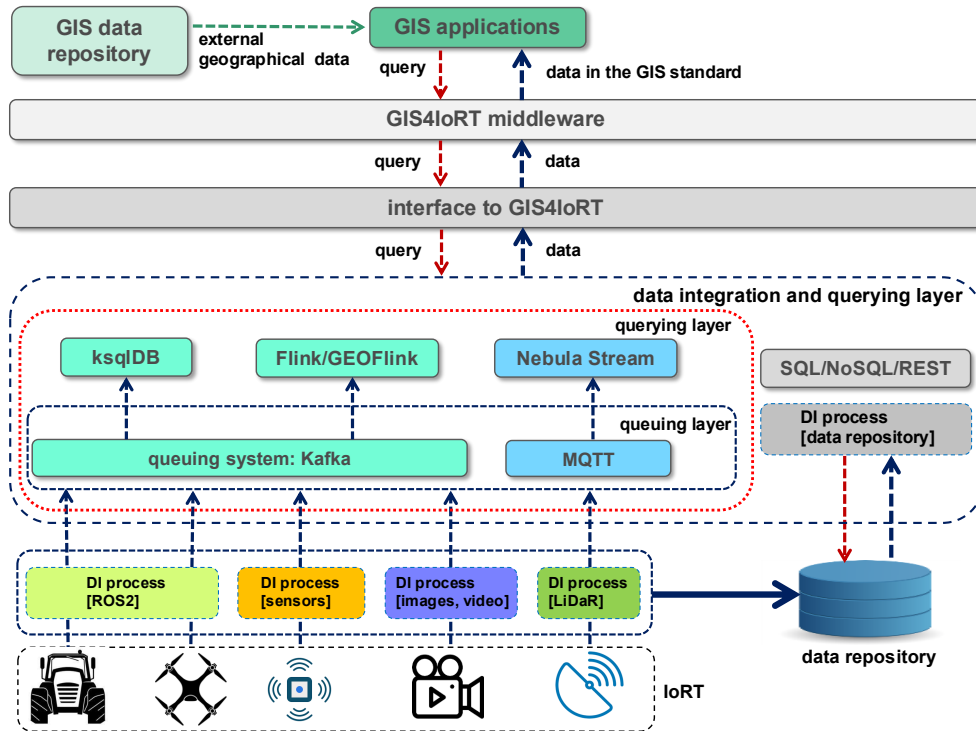 GIS data
repository
external
geographical data
GIS applications
query
data in the GIS standard
GIS4IoRT middleware
query
data
interface to GIS4IoRT
query
data
data integration and querying layer
querying layer
ksqlDB
Flink/GEOFlink
Nebula Stream
SQL/NoSQL/REST
queuing layer
DI process
[data repository]
queuing system: Kafka
MQTT
DI process
[ROS2]
DI process
[sensors]
DI process
[images, video]
DI process
[LiDaR]
data repository
IoRT